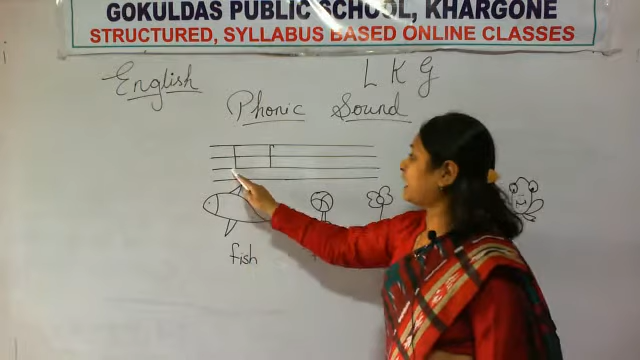 GOKULDAS PUBLIC SCHOOL, KHARGONE
STRUCTURED, SYLLABUS BASED ONLINE CLASSES
English LKG
Phonic Sound
F
fish